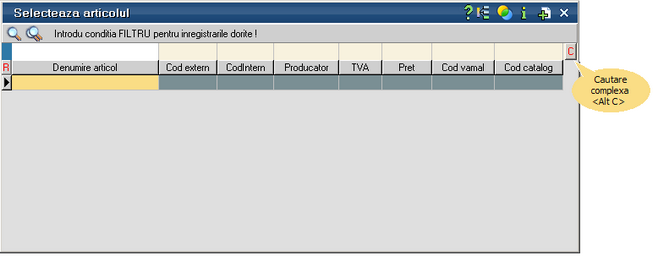 Selecteaza articolul
Introdu conditia FILTRU pentru inregistrarile dorite !
C
R Denumire articol Cod extern CodIntern Producator TVA Pret Cod vamal Cod catalog
Cautare
complexa
<Alt C>